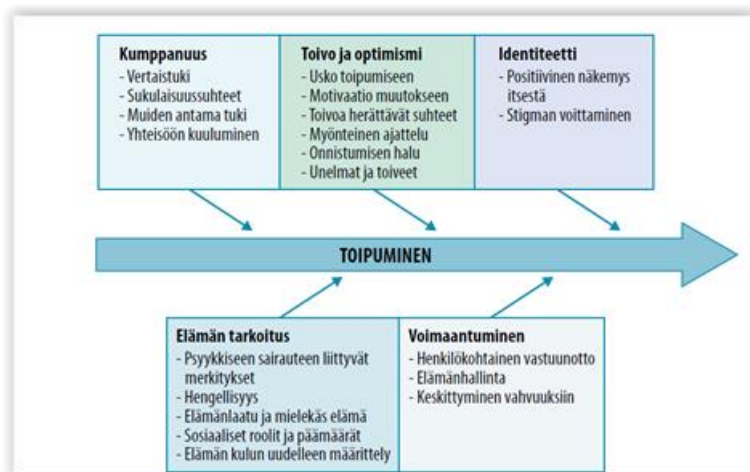 Kumppanuus
- Vertaistuki
- Sukulaisuussuhteet
- Muiden antama tuki
- Yhteisöön kuuluminen
Toivo ja optimismi
- Usko toipumiseen
- Motivaatio muutokseen
- Toivoa herättävät suhteet
- Myönteinen ajattelu
- Onnistumisen halu
- Unelmat ja toiveet
Identiteetti
- Positiivinen näkemys
itsestä
- Stigman voittaminen
TOIPUMINEN
Elämän tarkoitus
- Psyykkiseen sairauteen liittyvät
merkitykset
- Hengellisyys
- Elämänlaatu ja mielekäs elämä
- Sosiaaliset roolit ja päämäärät
- Elämän kulun uudelleen määrittely
Voimaantuminen
- Henkilökohtainen vastuunotto
- Elämänhallinta
- Keskittyminen vahvuuksiin